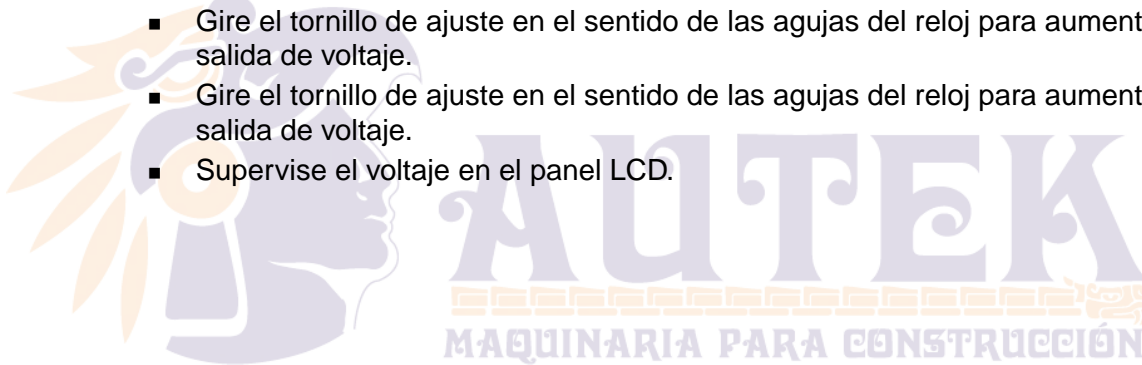 ▪ Gire el tornillo de ajuste en el sentido de las agujas del reloj para aument
salida de voltaje.
▪ Gire el tornillo de ajuste en el sentido de las agujas del reloj para aument
salida de voltaje.
▪ Supervise el voltaje en el panel LCD.
AUTEK
MAQUINARIA PARA CONSTRUCCIÓN